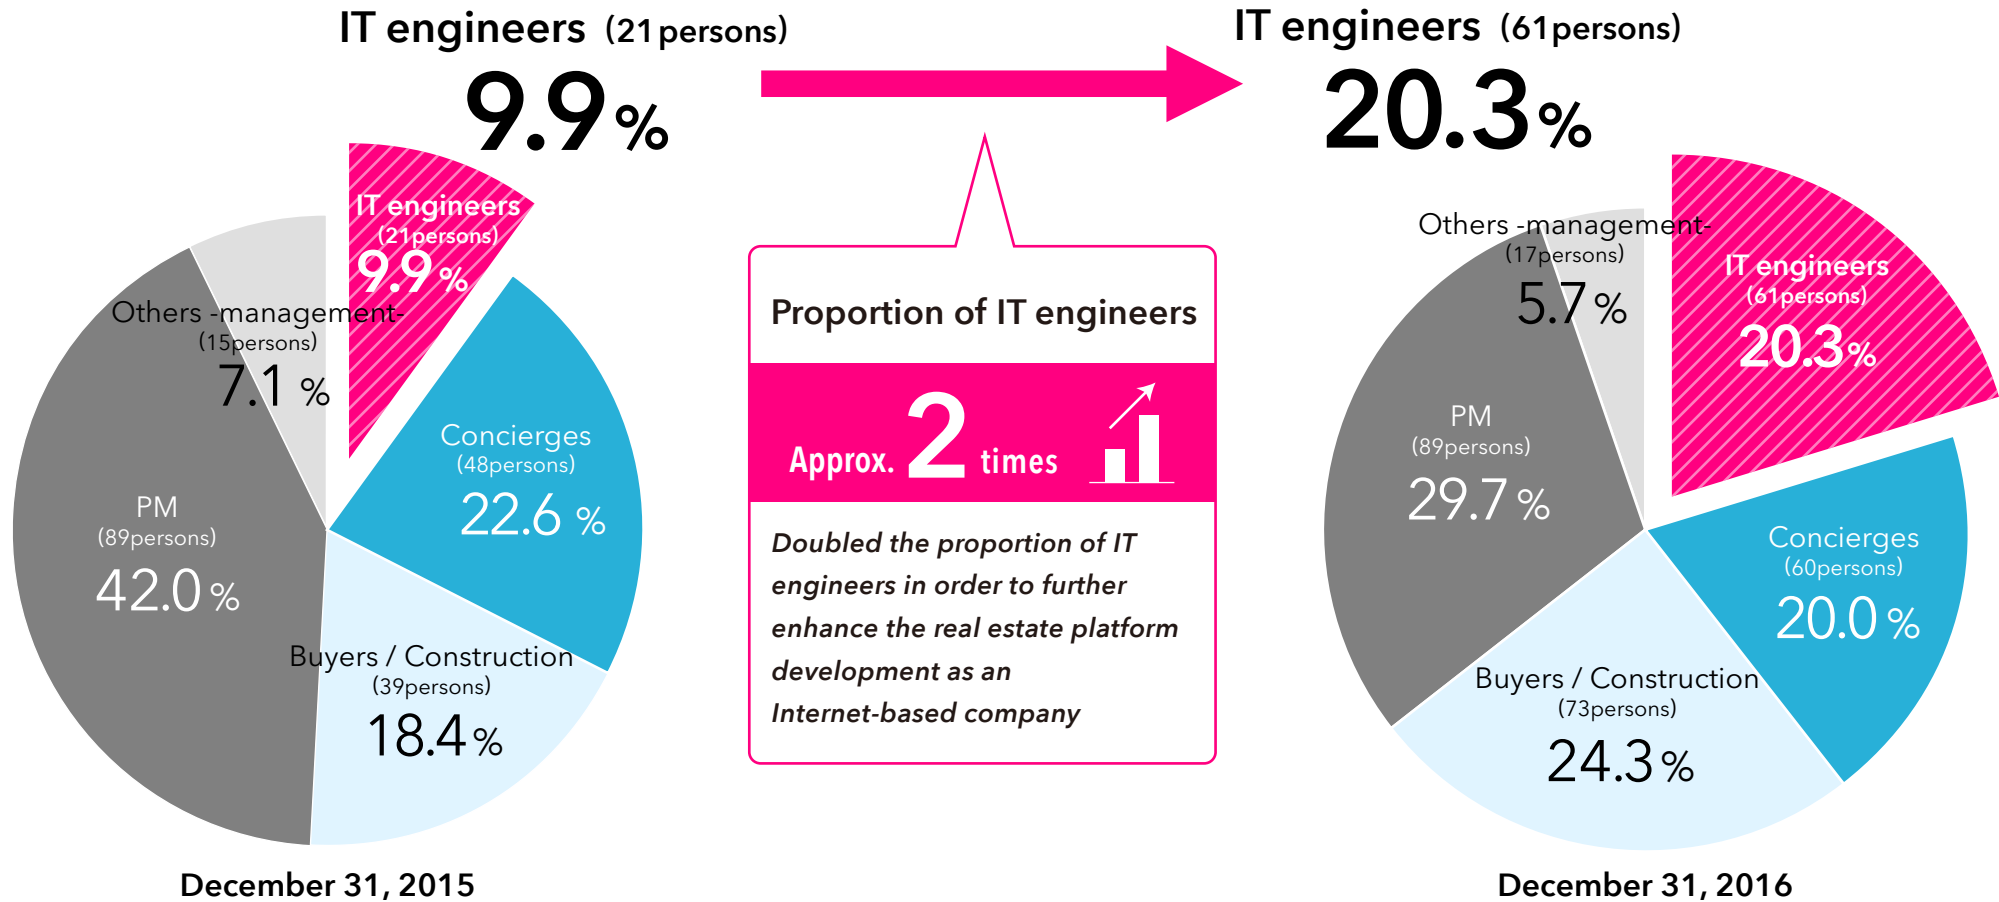 IT engineers (21persons)
9.9%
IT engineers (61persons)
20.3%
IT engineers
(21persons)
9.9%
Others -management-
(15persons)
7.1 %
Concierges
(48persons)
22.6 %
PM
(89persons)
42.0 %
Buyers / Construction
(39persons)
18.4 %
December 31, 2015
Proportion of IT engineers
Approx. 2 times
Doubled the proportion of IT
engineers in order to further
enhance the real estate platform
development as an
Internet-based company
Others -management-
(17persons)
5.7 %
IT engineers
(61persons)
20.3%
PM
(89persons)
29.7 %
Concierges
(60persons)
20.0 %
Buyers / Construction
(73persons)
24.3 %
December 31, 2016